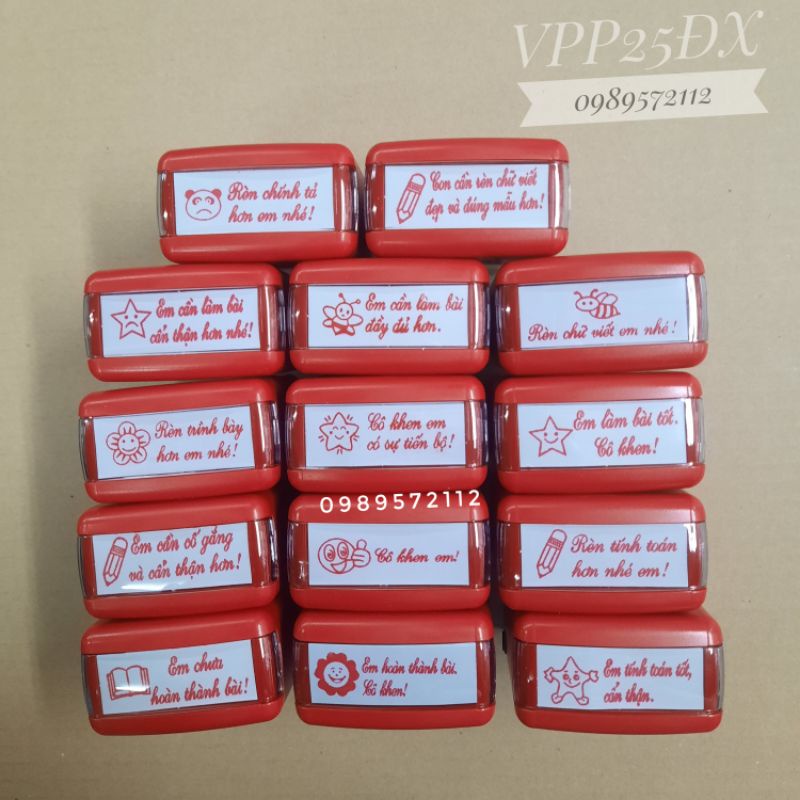 VPP25ĐX
0989572112
Rèn chính tả
hơn em nhé!
Con cần rèn chữ viết
đẹp và đúng mẫu hơn!
Em cần làm bài
cẩn thận hơn nhé!
Em cần làm bài
đầy đủ hơn.
Rèn chữ viết em nhé!
Rèn trình bày
hơn em nhé!
Cô khen em
có sự tiến bộ!
Em làm bài tốt.
Cô khen!
0989572112
Em cần cố gắng
và cẩn thận hơn!
Cô khen em!
Rèn tính toán
hơn nhé em!
Em chưa
hoàn thành bài!
Em hoàn thành bài.
Cô khen!
Em tính toán tốt,
cẩn thận.